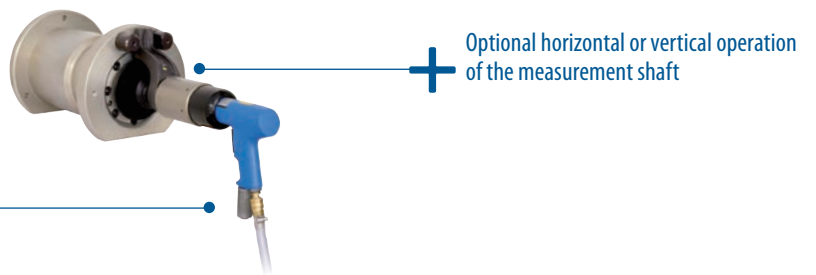 Optional horizontal or vertical operation
of the measurement shaft